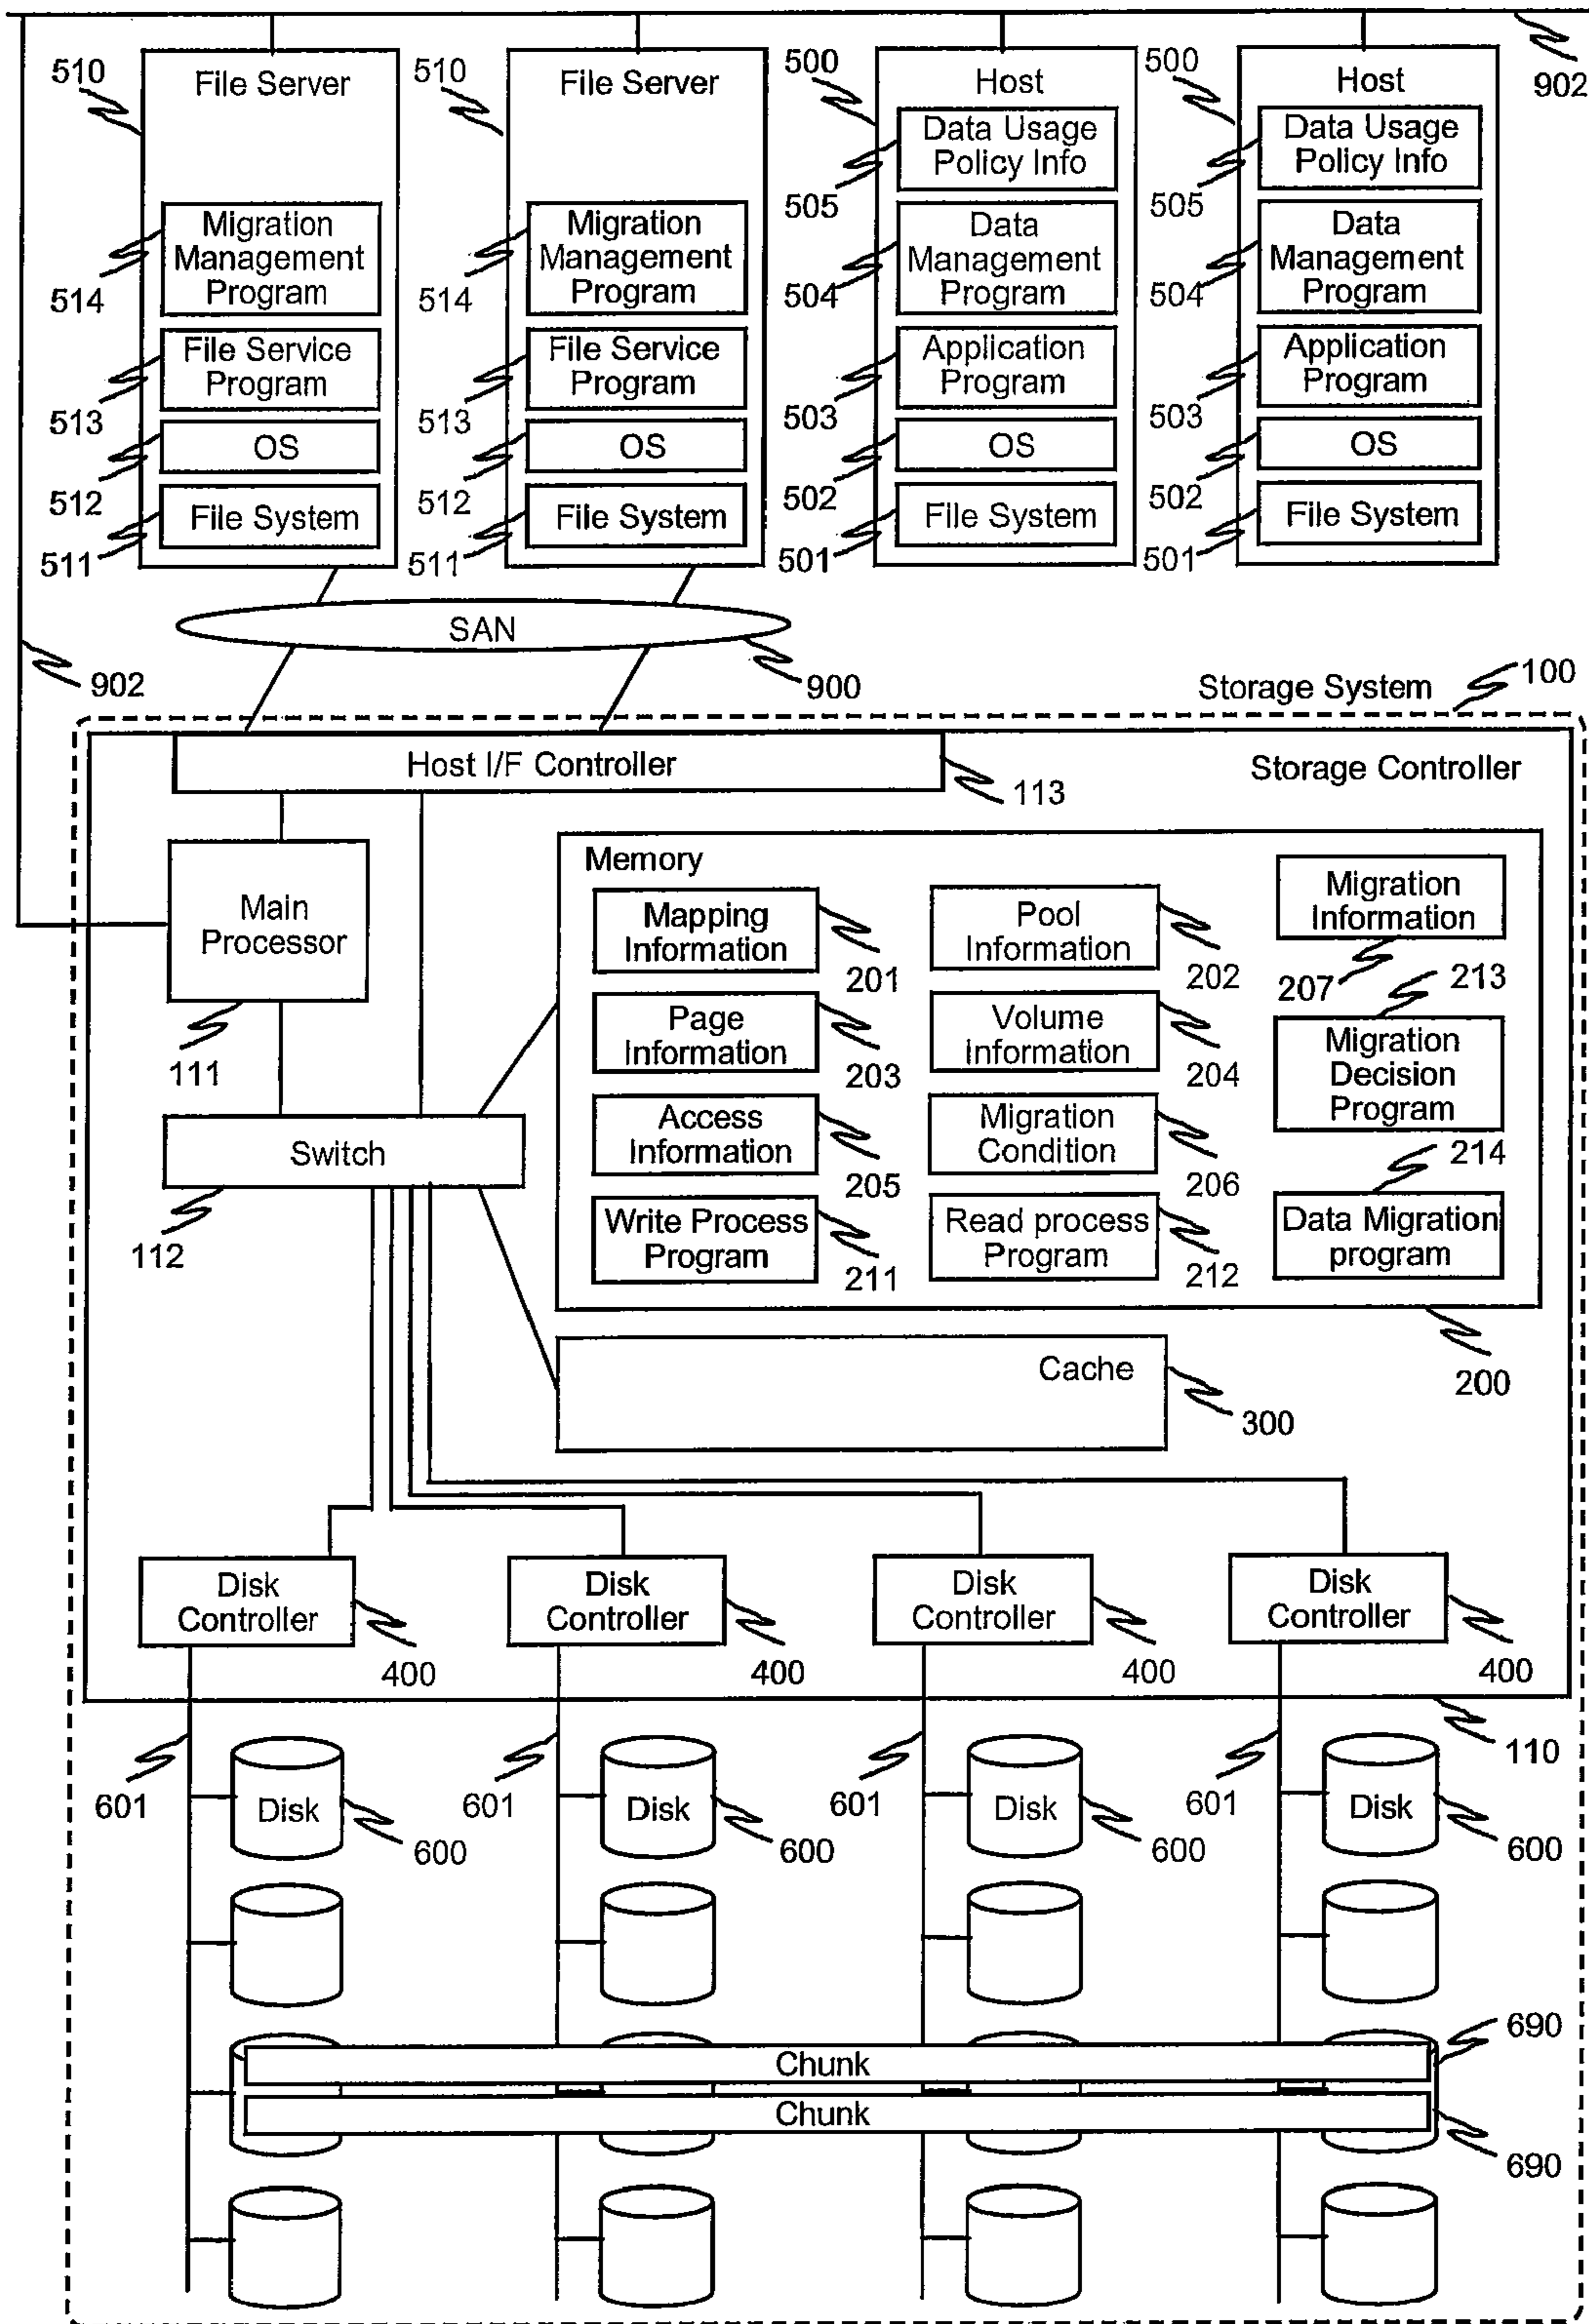 510
File Server
510
File Server
500
Host
500
Host
902
Data Usage
Policy Info
Data Usage
Policy Info
505
505
Migration
Management
Program
Migration
Management
Program
Data
Management
Program
Data
Management
Program
514
514
504
504
File Service
Program
File Service
Program
Application
Program
Application
Program
513
513
503
503
OS
OS
OS
OS
512
512
502
502
File System
File System
File System
File System
511
511
501
501
SAN
902
900
Storage System
100
Host I/F Controller
Storage Controller
113
Memory
Main
Processor
111
Mapping
Information
201
Pool
Information
202
Migration
Information
207
213
Page
Information
203
Volume
Information
204
Migration
Decision
Program
Access
Information
205
Migration
Condition
206
214
Switch
112
Write Process
Program
211
Read process
Program
212
Data Migration
program
200
Cache
300
Disk
Controller
Disk
Controller
Disk
Controller
Disk
Controller
400
400
400
400
110
601
Disk
600
601
Disk
600
601
Disk
600
601
Disk
600
690
Chunk
Chunk
690